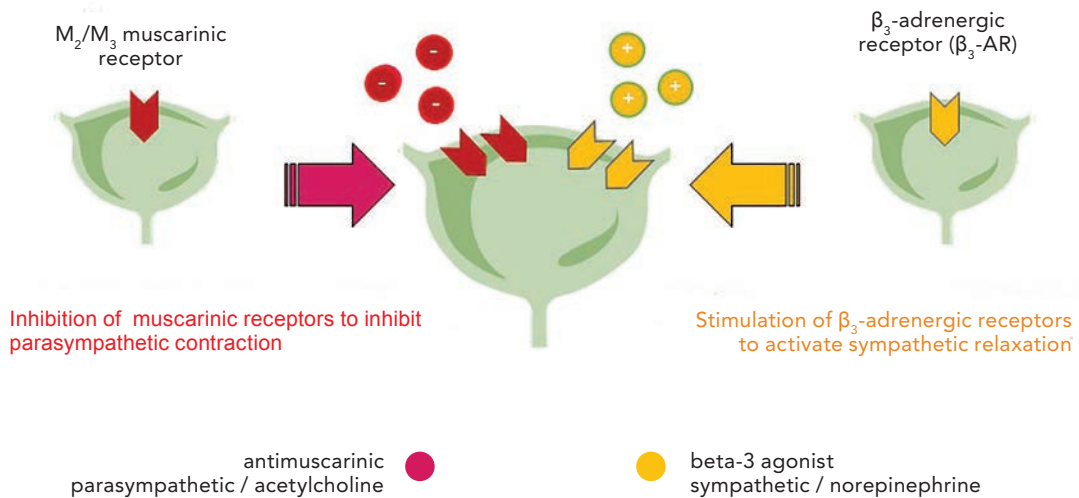 M₂/M₃ muscarinic
receptor
β₃-adrenergic
receptor (β₃-AR)
-
-
-
+
+
+
Inhibition of muscarinic receptors to inhibit
parasympathetic contraction
Stimulation of β₃-adrenergic receptors
to activate sympathetic relaxation
antimuscarinic
parasympathetic / acetylcholine
beta-3 agonist
sympathetic / norepinephrine